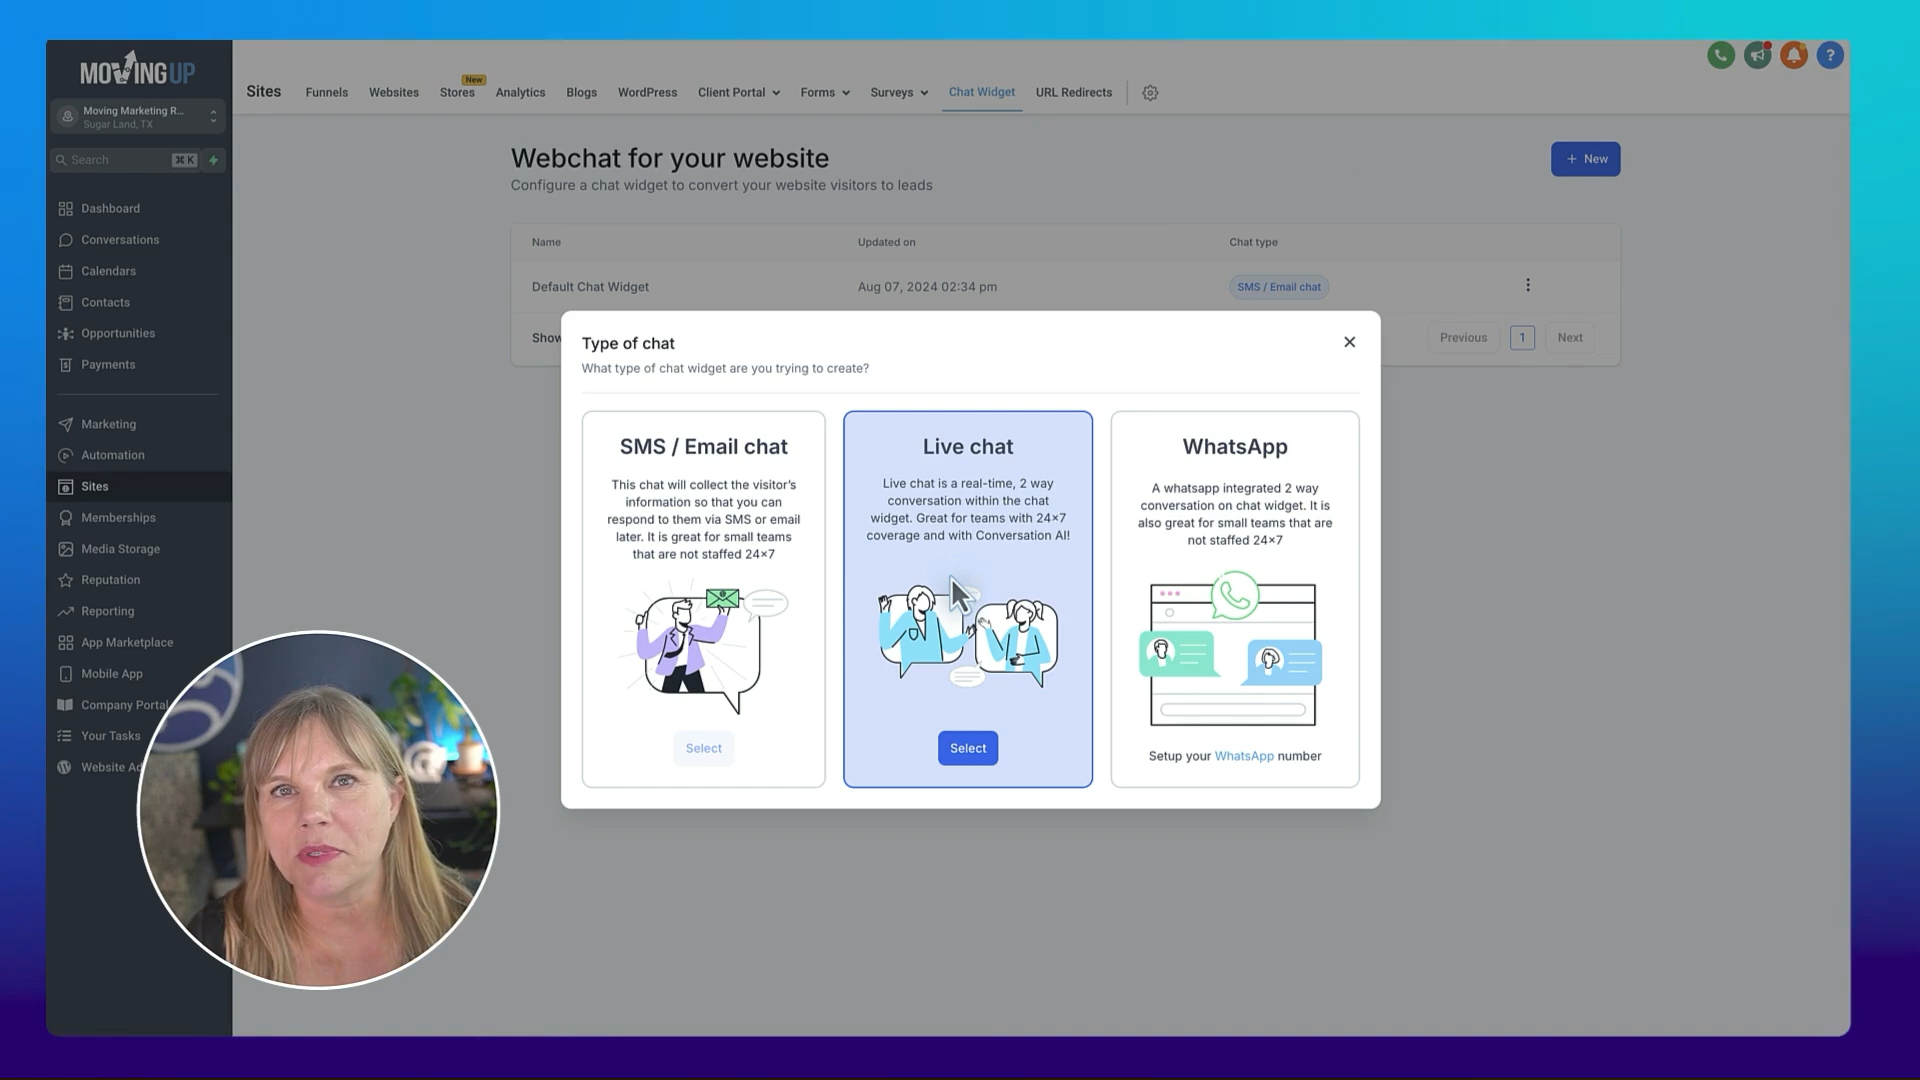 MOVINGUP
Moving Marketing R...
Sugar Land, TX
Search
⌘ K
Dashboard
Conversations
Calendars
Contacts
Opportunities
Payments
Marketing
Automation
Sites
Memberships
Media Storage
Reputation
Reporting
App Marketplace
Mobile App
Company Portal
Your Tasks
Website Ad
Sites
Funnels
Websites
New
Stores
Analytics
Blogs
WordPress
Client Portal
Forms
Surveys
Chat Widget
URL Redirects
?
Webchat for your website
Configure a chat widget to convert your website visitors to leads
+ New
Name
Updated on
Chat type
Default Chat Widget
Aug 07, 2024 02:34 pm
SMS / Email chat
Show
Previous
1
Next
Type of chat
What type of chat widget are you trying to create?
SMS / Email chat
This chat will collect the visitor's
information so that you can
respond to them via SMS or email
later. It is great for small teams
that are not staffed 24×7
Select
Live chat
Live chat is a real-time, 2 way
conversation within the chat
widget. Great for teams with 24×7
coverage and with Conversation AI!
Select
WhatsApp
A whatsapp integrated 2 way
conversation on chat widget. It is
also great for small teams that are
not staffed 24×7
Setup your WhatsApp number